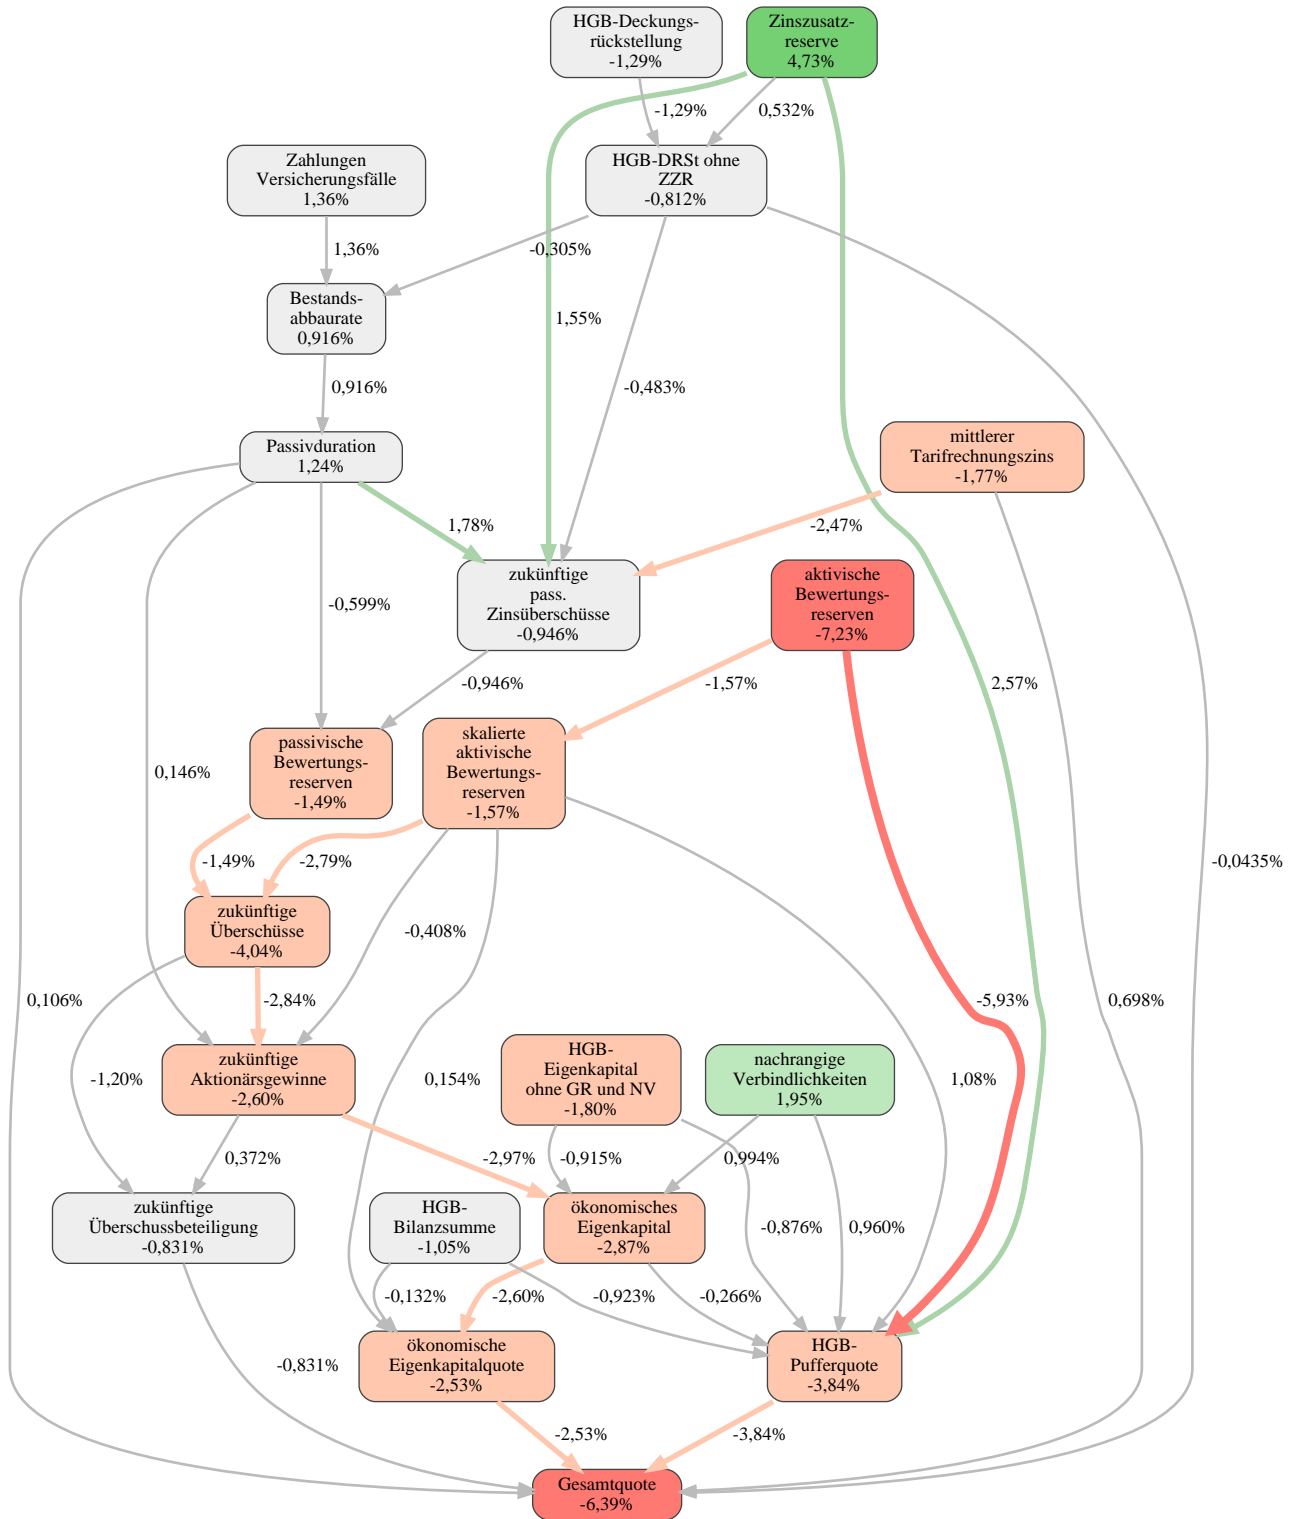 HGB-Deckungs-
rückstellung
-1,29%
Zinszusatz-
reserve
4,73%
-1,29%
0,532%
Zahlungen
Versicherungsfälle
1,36%
HGB-DRSt ohne
ZZR
-0,812%
1,36%
-0,305%
Bestands-
abbaurate
0,916%
1,55%
0,916%
-0,483%
Passivduration
1,24%
mittlerer
Tarifrechnungszins
-1,77%
1,78%
-2,47%
zukünftige
pass.
Zinsüberschüsse
-0,946%
aktivische
Bewertungs-
reserven
-7,23%
-0,599%
-0,946%
-1,57%
2,57%
passivische
Bewertungs-
reserven
-1,49%
skalierte
aktivische
Bewertungs-
reserven
-1,57%
0,146%
-1,49%
-2,79%
-0,0435%
zukünftige
Überschüsse
-4,04%
-0,408%
0,106%
-2,84%
-5,93%
0,698%
zukünftige
Aktionärsgewinne
-2,60%
HGB-
Eigenkapital
ohne GR und NV
-1,80%
nachrangige
Verbindlichkeiten
1,95%
-1,20%
0,154%
1,08%
0,372%
-2,97%
-0,915%
0,994%
zukünftige
Überschussbeteiligung
-0,831%
HGB-
Bilanzsumme
-1,05%
ökonomisches
Eigenkapital
-2,87%
-0,876%
0,960%
-0,132%
-2,60%
-0,923%
-0,266%
-0,831%
ökonomische
Eigenkapitalquote
-2,53%
HGB-
Pufferquote
-3,84%
-2,53%
-3,84%
Gesamtquote
-6,39%